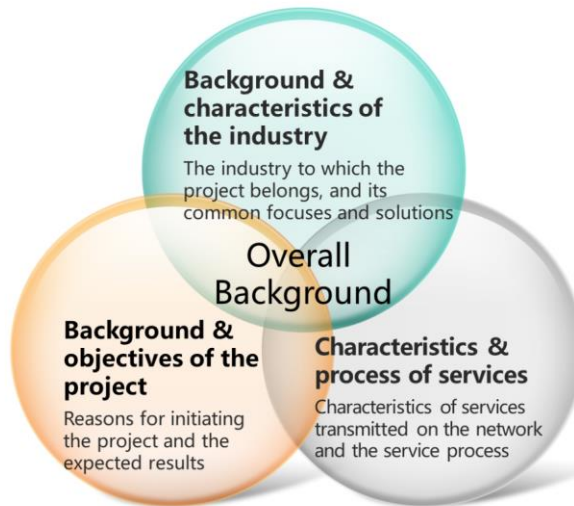 Background &
characteristics of
the industry
The industry to which the
project belongs, and its
common focuses and solutions
Overall
Background
Background &
objectives of the
project
Reasons for initiating
the project and the
expected results
Characteristics &
process of services
Characteristics of services
transmitted on the network
and the service process